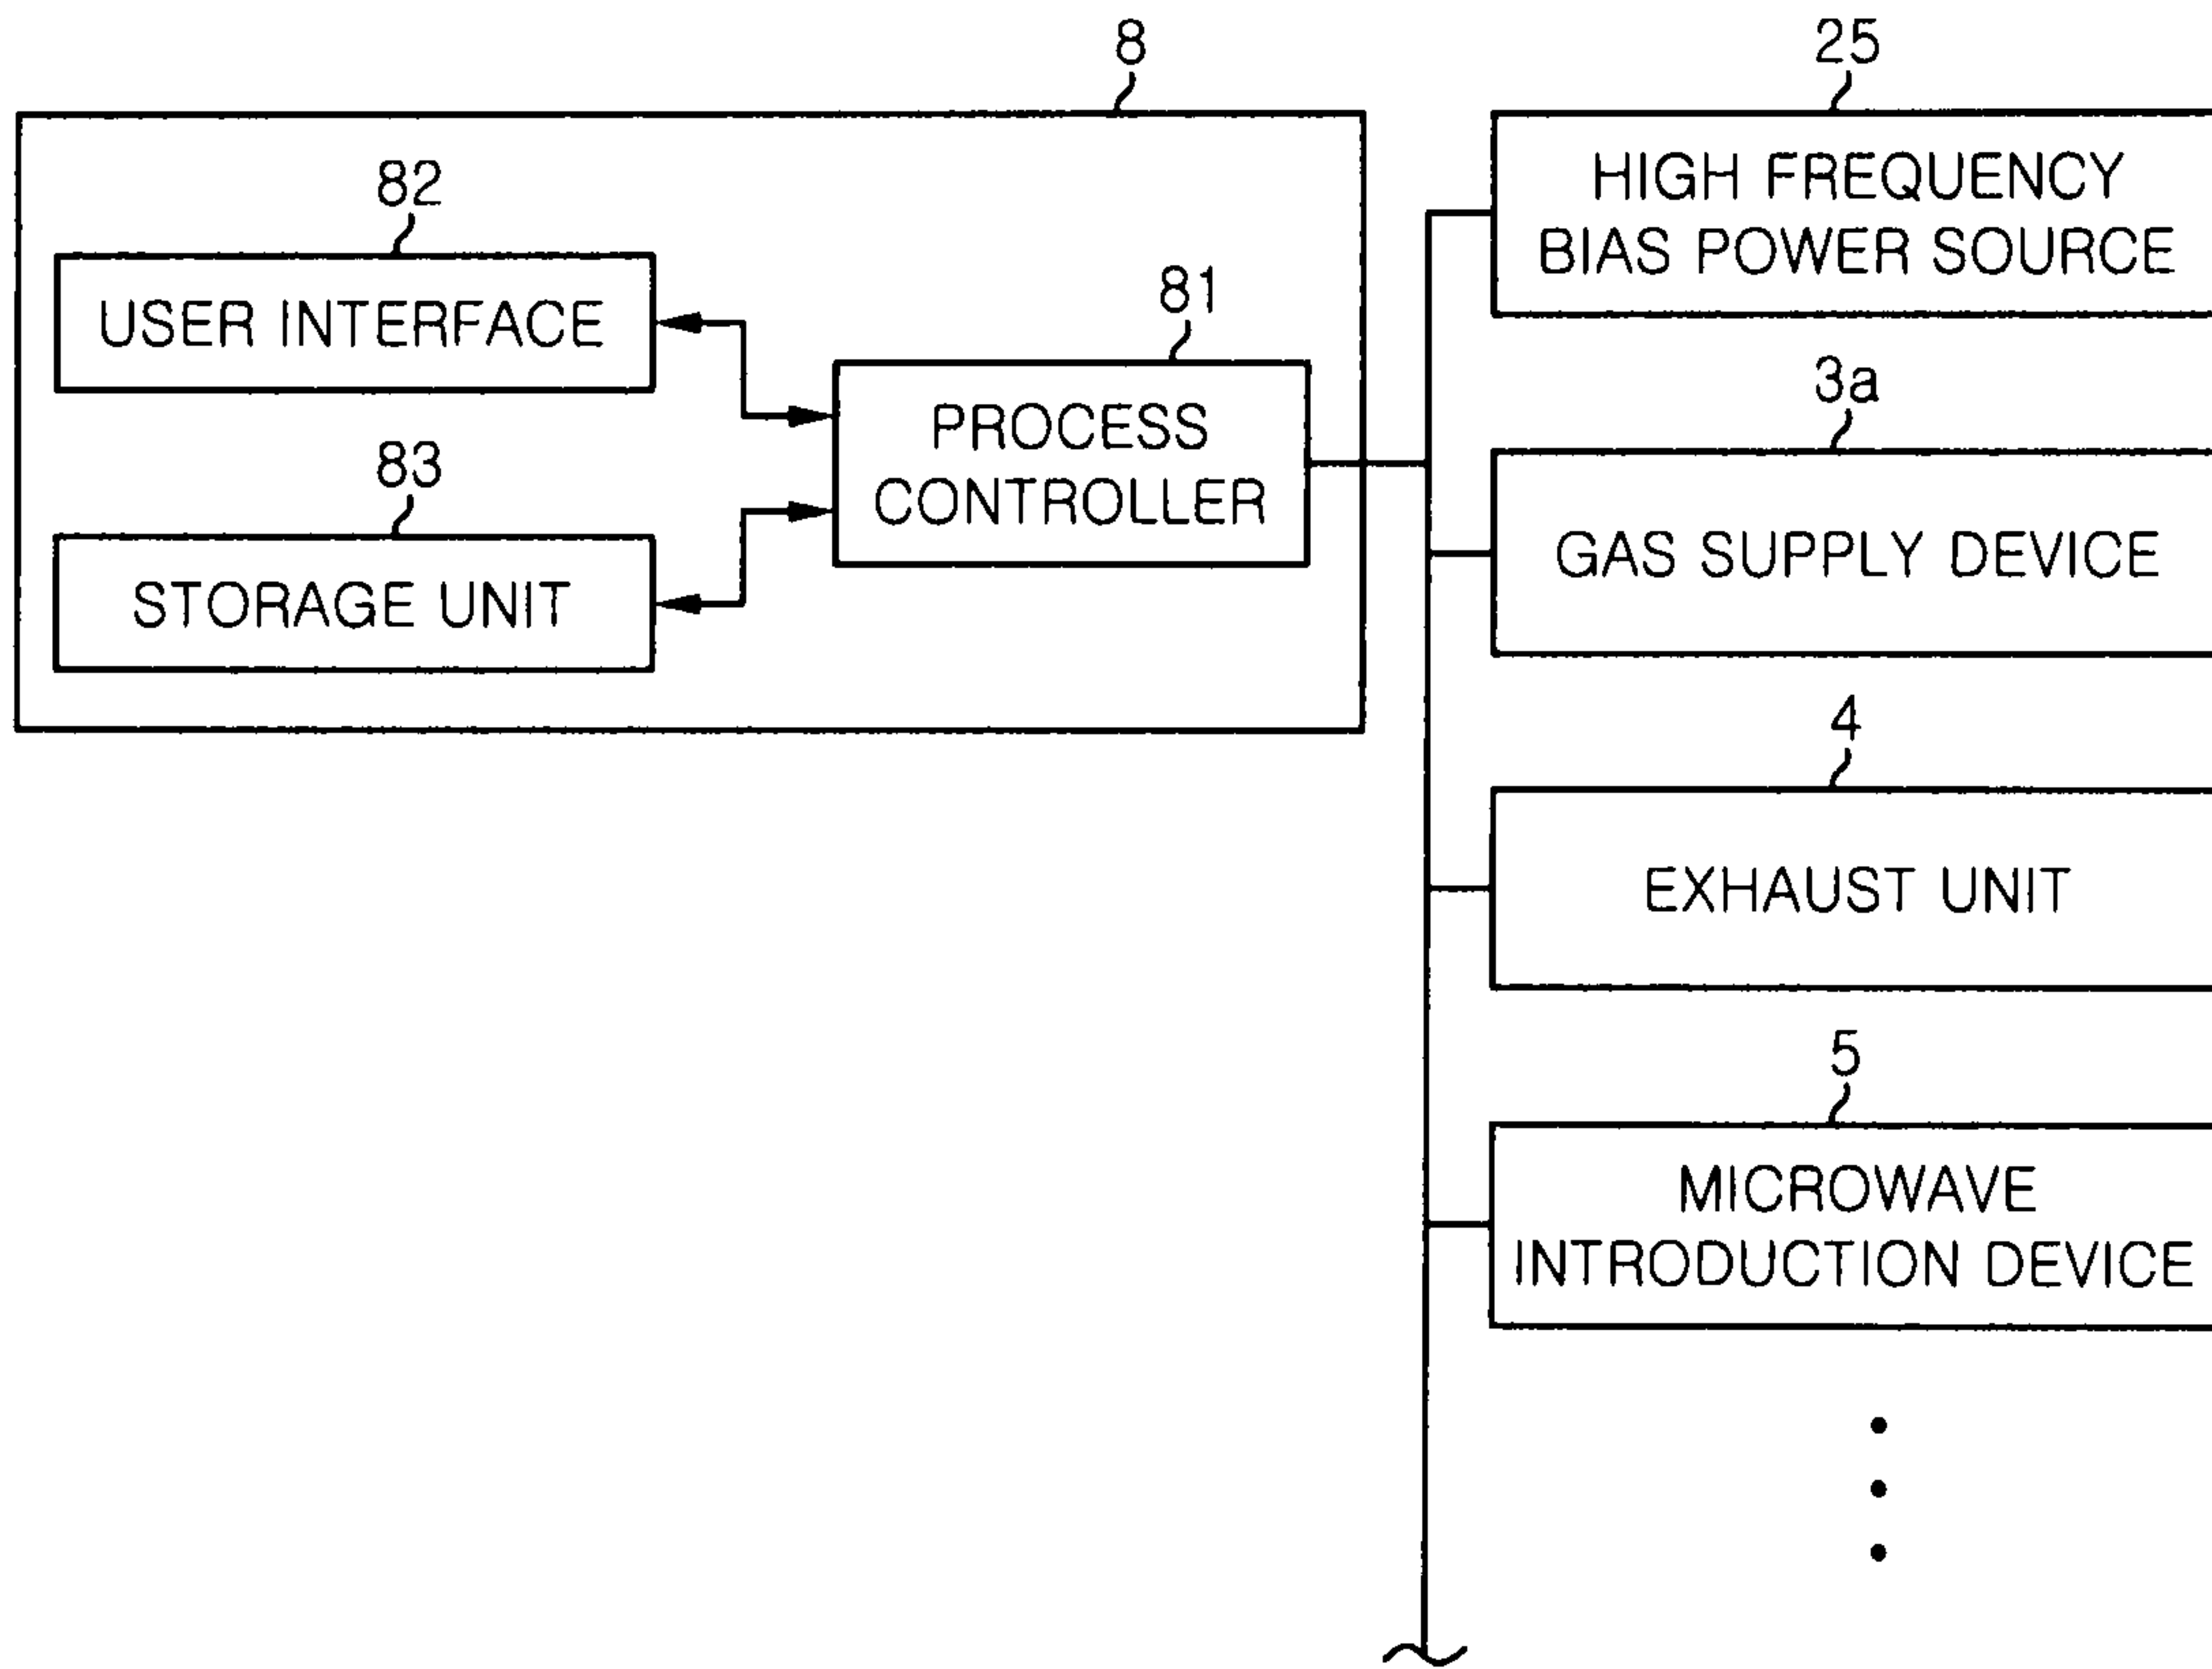 8
82
USER INTERFACE
81
PROCESS
CONTROLLER
83
STORAGE UNIT
25
HIGH FREQUENCY
BIAS POWER SOURCE
3a
GAS SUPPLY DEVICE
4
EXHAUST UNIT
5
MICROWAVE
INTRODUCTION DEVICE